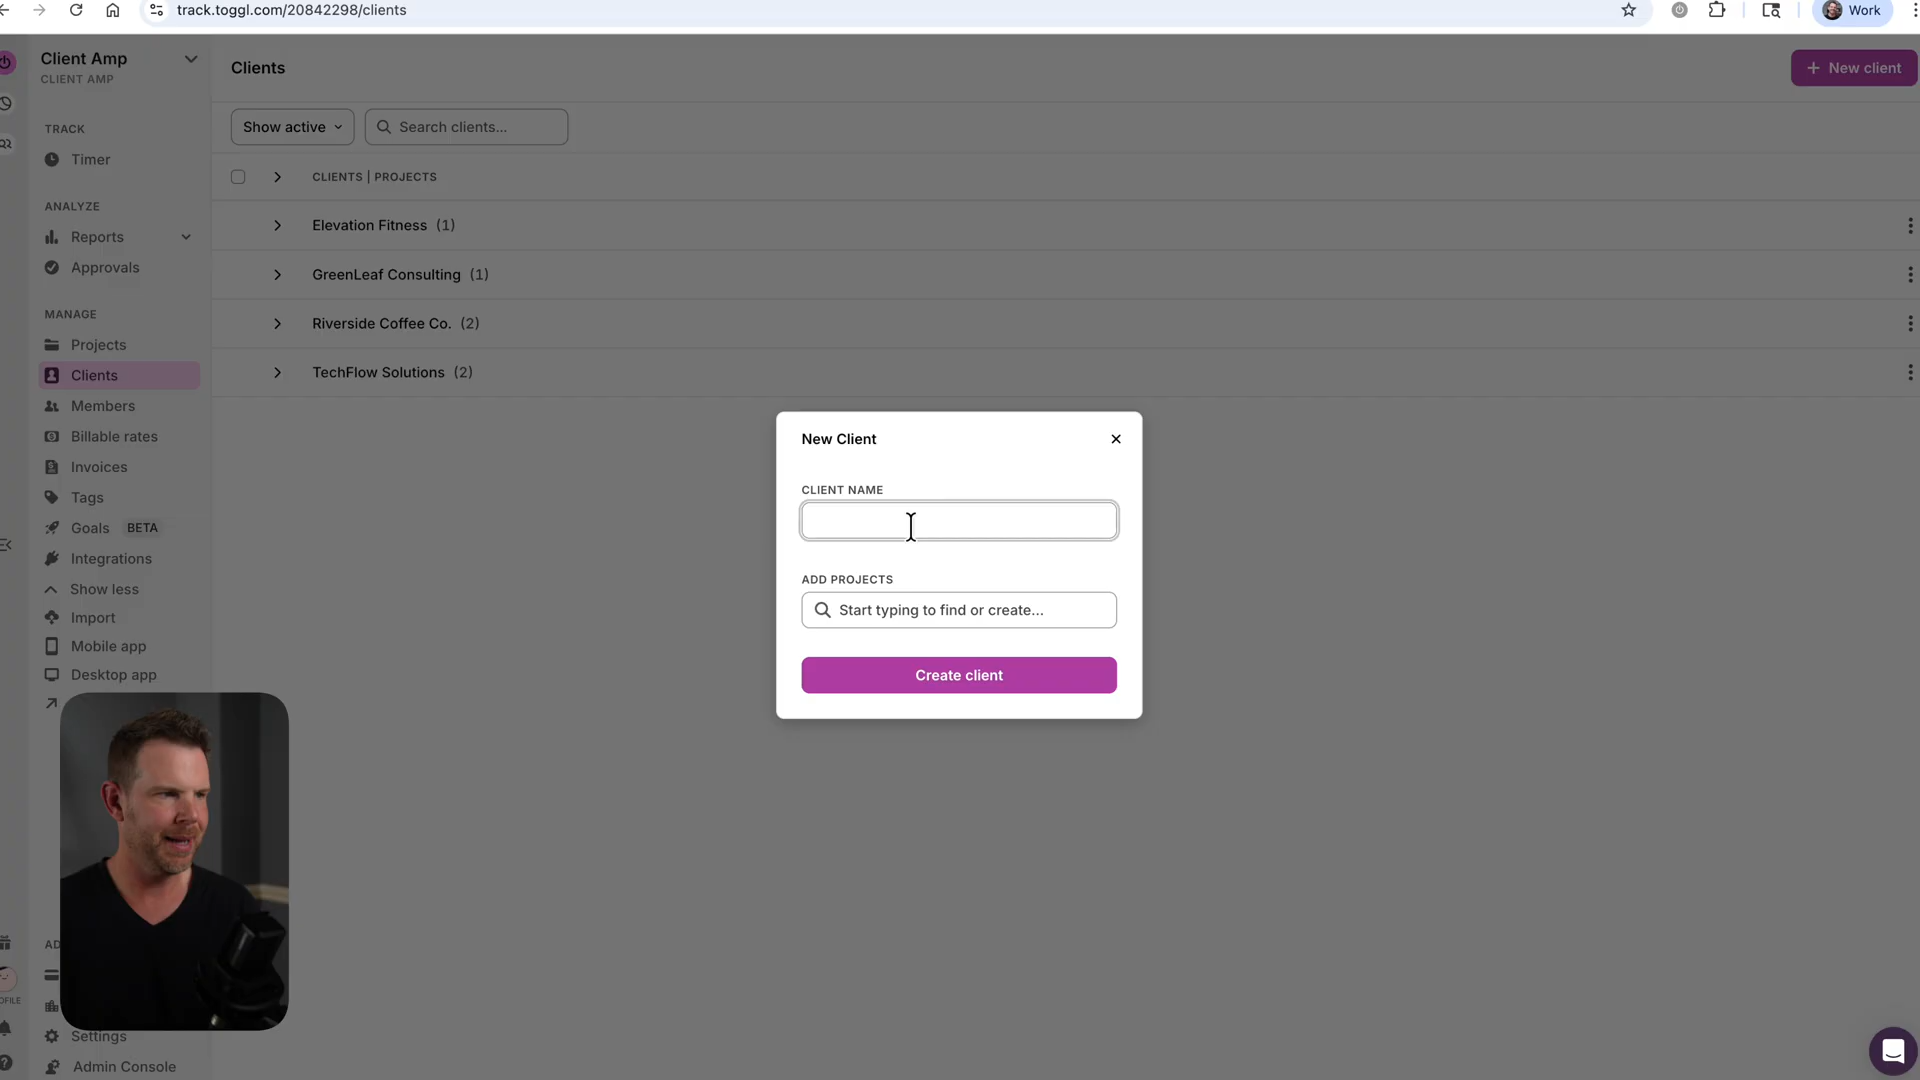 track.toggl.com/20842298/clients
Work
Client Amp
CLIENT AMP
Clients
+ New client
Show active
Search clients...
TRACK
Timer
CLIENTS | PROJECTS
ANALYZE
Reports
Approvals
Elevation Fitness (1)
GreenLeaf Consulting (1)
Riverside Coffee Co. (2)
TechFlow Solutions (2)
MANAGE
Projects
Clients
Members
Billable rates
Invoices
Tags
Goals BETA
Integrations
Show less
Import
Mobile app
Desktop app
New Client
CLIENT NAME
ADD PROJECTS
Start typing to find or create...
Create client
AD
OFILE
Settings
Admin Console